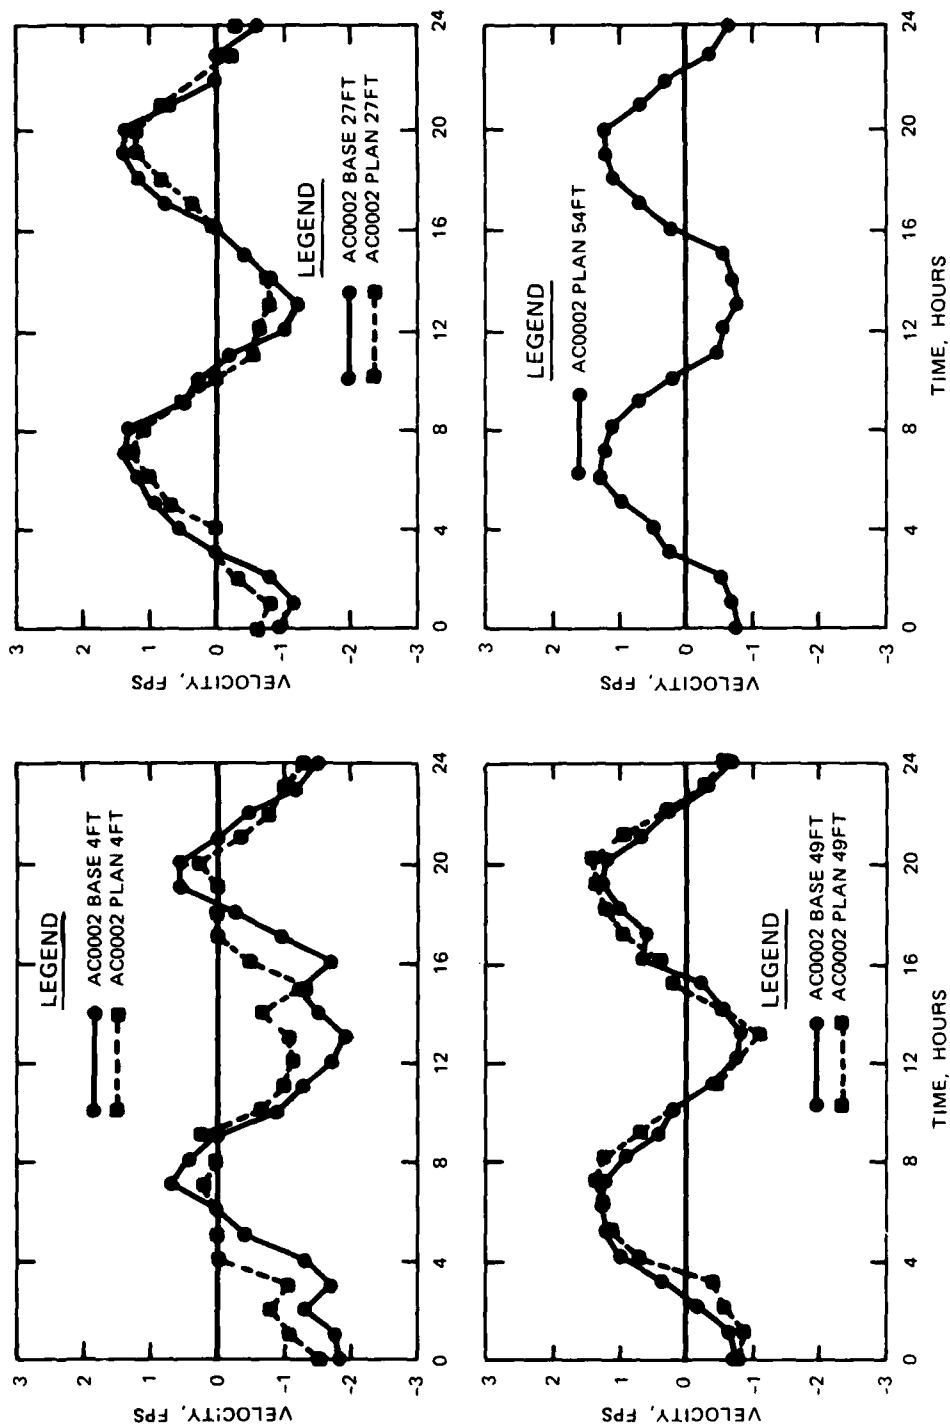 3
2
1
0
-1
-2
-3
VELOCITY, FPS
LEGEND
AC0002 BASE 4FT
AC0002 PLAN 4FT
0 4 8 12 16 20 24
3
2
1
0
-1
-2
-3
VELOCITY, FPS
LEGEND
AC0002 BASE 27FT
AC0002 PLAN 27FT
0 4 8 12 16 20 24
3
2
1
0
-1
-2
-3
VELOCITY, FPS
LEGEND
AC0002 BASE 49FT
AC0002 PLAN 49FT
0 4 8 12 16 20 24
TIME, HOURS
3
2
1
0
-1
-2
-3
VELOCITY, FPS
LEGEND
AC0002 PLAN 54FT
0 4 8 12 16 20 24
TIME, HOURS